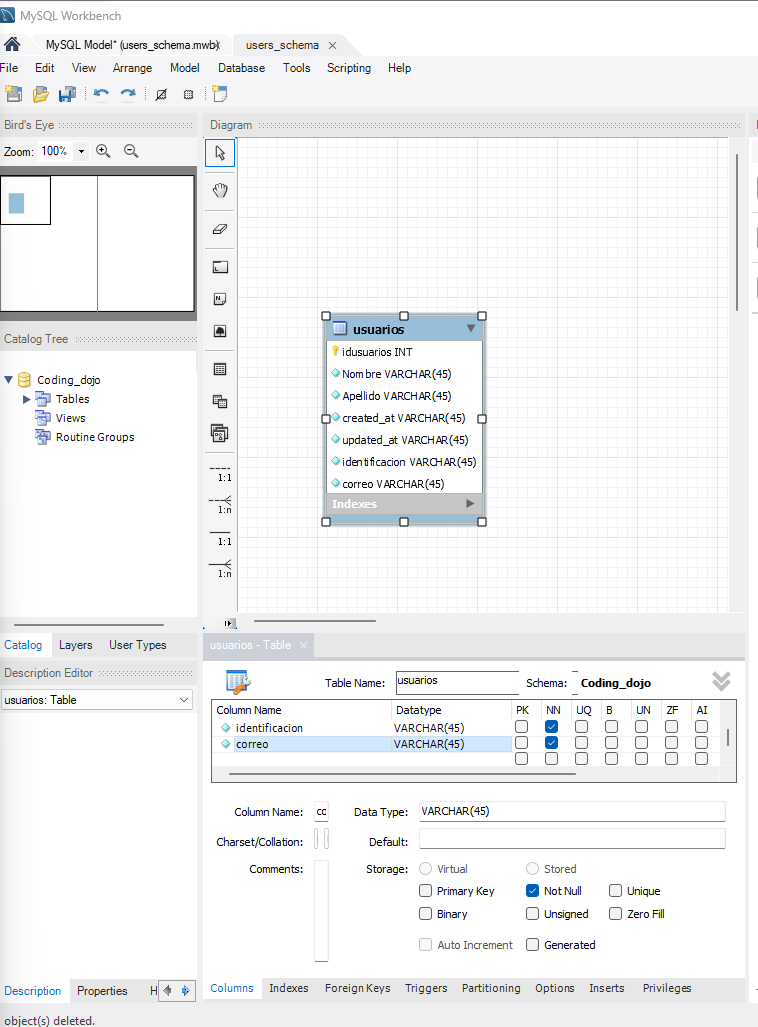 MySQL Workbench
MySQL Model* (users_schema.mwb)
users_schema
File Edit View Arrange Model Database Tools Scripting Help
Bird's Eye
Zoom: 100%
Catalog Tree
Coding_dojo
Tables
Views
Routine Groups
Catalog Layers User Types
Description Editor
usuarios: Table
Description Properties H
Diagram
1:1
1:n
1:1
1:n
usuarios
idusuarios INT
Nombre VARCHAR(45)
Apellido VARCHAR(45)
created_at VARCHAR(45)
updated_at VARCHAR(45)
identificacion VARCHAR(45)
correo VARCHAR(45)
Indexes
usuarios - Table
Table Name: usuarios Schema: Coding_dojo
Column Name Datatype PK NN UQ B UN ZF AI
identificacion VARCHAR(45)
correo VARCHAR(45)
Column Name: co Data Type: VARCHAR(45)
Charset/Collation: Default:
Comments: Storage: Virtual Stored
Primary Key Not Null Unique
Binary Unsigned Zero Fill
Auto Increment Generated
Columns Indexes Foreign Keys Triggers Partitioning Options Inserts Privileges
object(s) deleted.